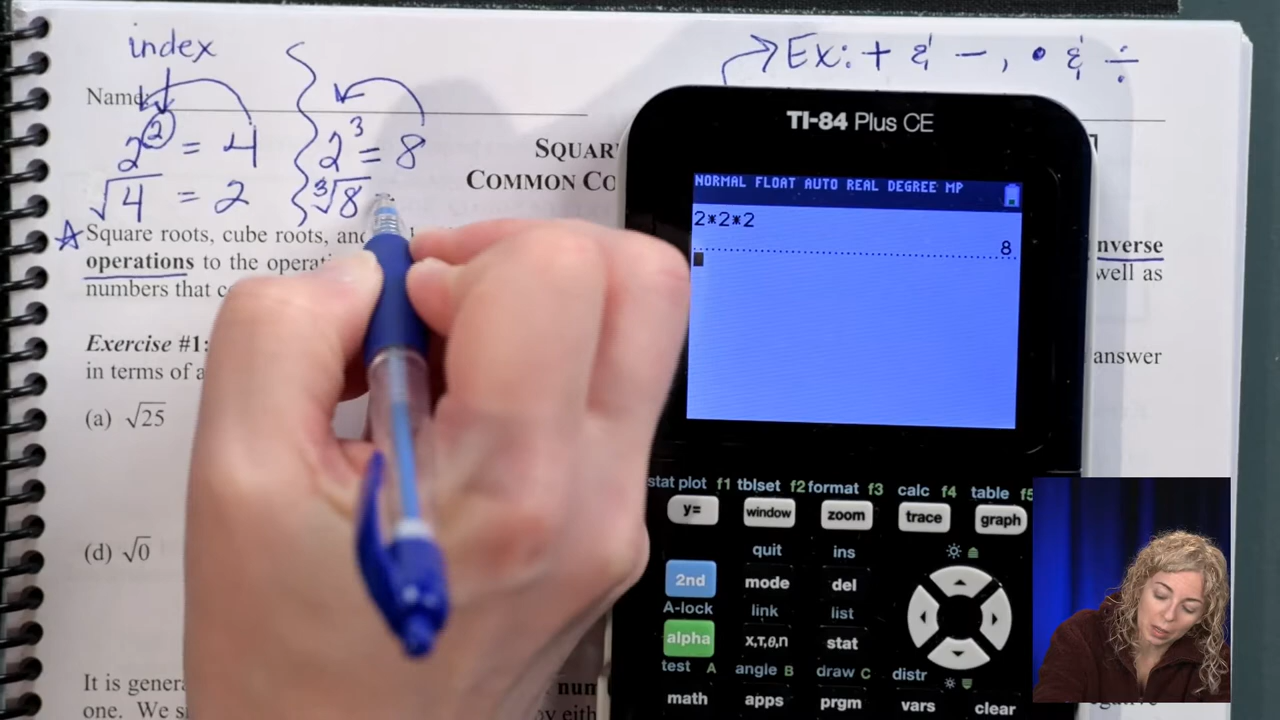 index
Ex: + & -, • & ÷
Name:
2² = 4
2³ = 8
√4 = 2
∛8
SQUAR
COMMON CO
Square roots, cube roots, and
nverse
operations to the operati
well as
numbers that c
Exercise #1:
answer
in terms of a
(a) √25
(d) √0
It is genera
num
one. We s
by eith
TI-84 Plus CE
NORMAL FLOAT AUTO REAL DEGREE MP
2*2*2
8
stat plot f1 tblset f2 format f3 calc f4 table f5
y= window zoom trace graph
quit ins
2nd mode del
A-lock link list
alpha X,T,θ,n stat
test A angle B draw C distr
math apps prgm vars clear